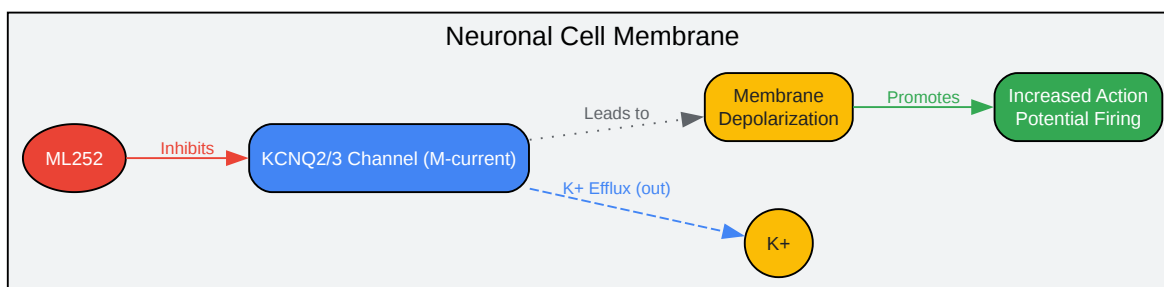 Neuronal Cell Membrane
ML252
Inhibits
KCNQ2/3 Channel (M-current)
Leads to
Membrane
Depolarization
Promotes
Increased Action
Potential Firing
K+ Efflux (out)
K+